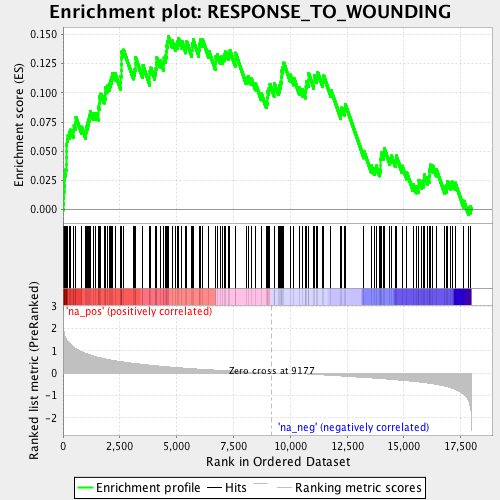 Enrichment plot: RESPONSE_TO_WOUNDING
Enrichment score (ES)
0.150
0.125
0.100
0.075
0.050
0.025
0.000
'na_pos' (positively correlated)
Ranked list metric (PreRanked)
3
2
1
0
-1
-2
Zero cross at 9177
'na_neg' (negatively correlated)
0
2,500
5,000
7,500
10,000
12,500
15,000
17,500
Rank in Ordered Dataset
Enrichment profile
Hits
Ranking metric scores